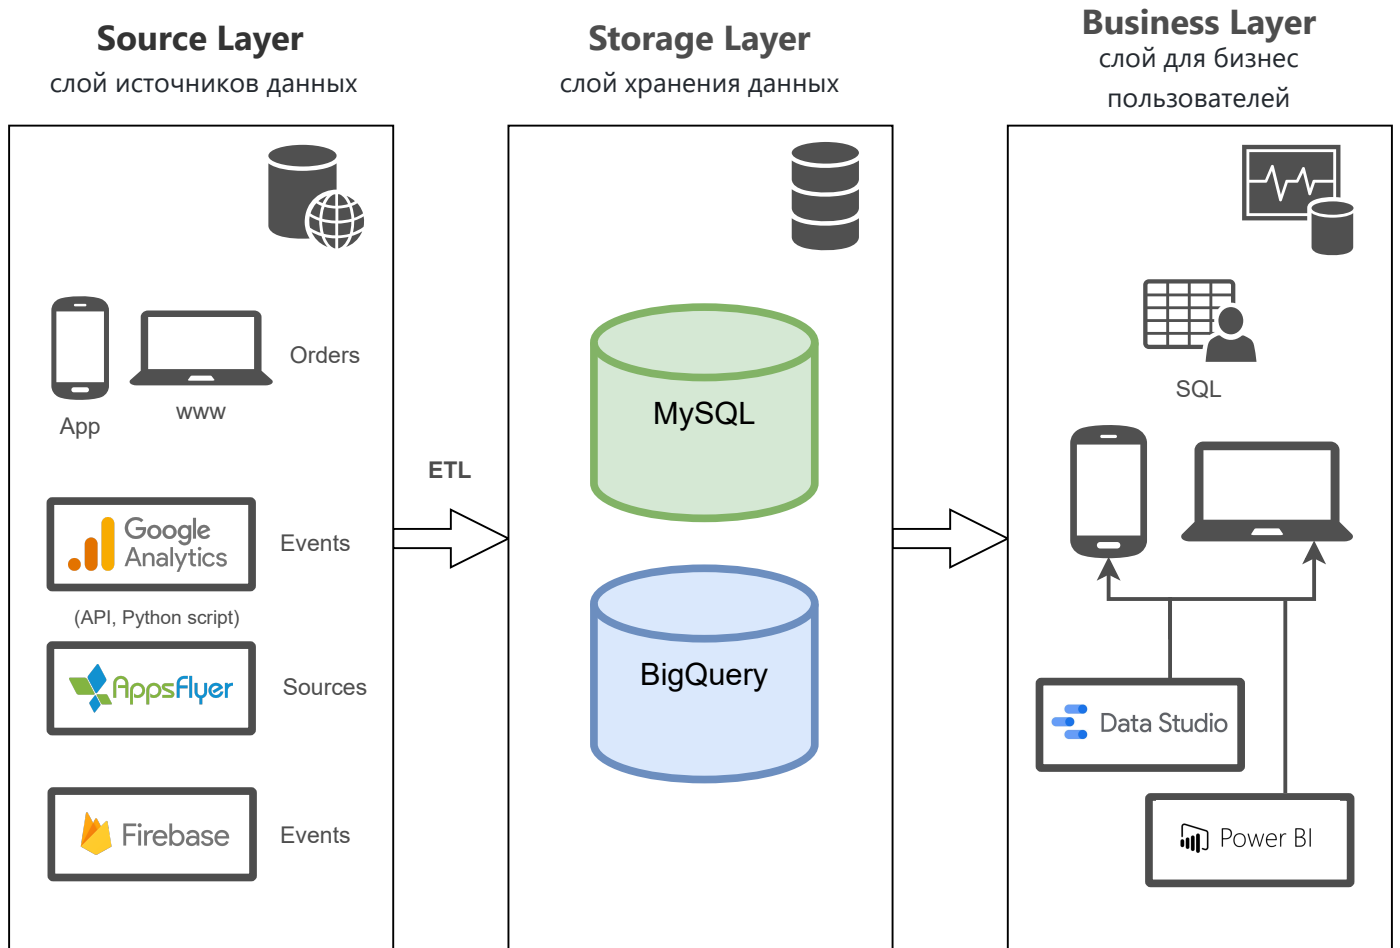 Source Layer
слой источников данных
Storage Layer
слой хранения данных
Business Layer
слой для бизнес
пользователей
App
www
Orders
Google
Analytics
Events
(API, Python script)
AppsFlyer
Sources
Firebase
Events
ETL
MySQL
BigQuery
SQL
Data Studio
Power BI